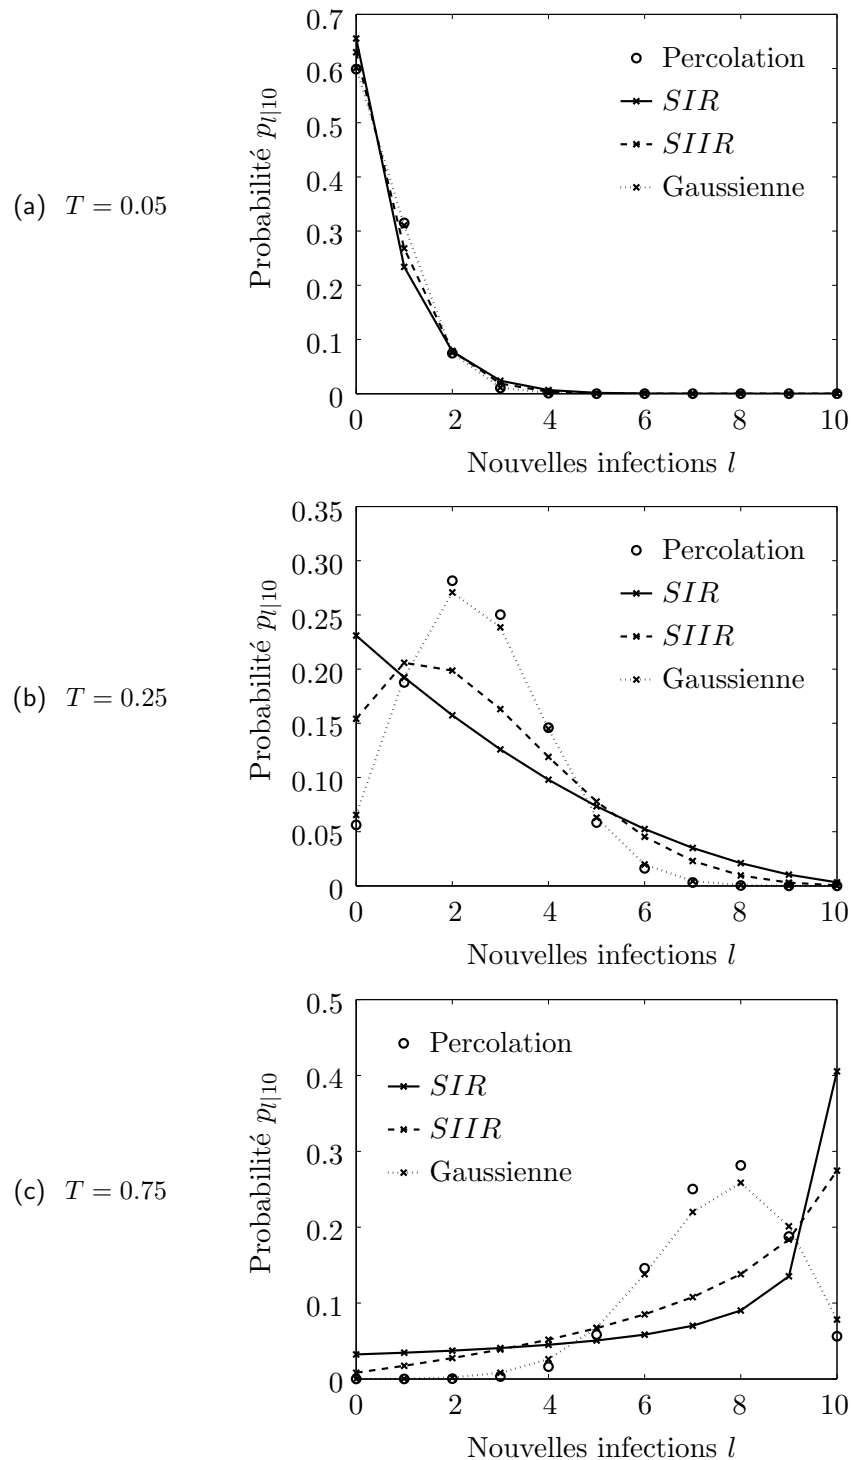 (a) T = 0.05
Probabilité p_{l|10}
0.7
0.6
0.5
0.4
0.3
0.2
0.1
0
Percolation
SIR
SIIR
Gaussienne
0 2 4 6 8 10
Nouvelles infections l
(b) T = 0.25
Probabilité p_{l|10}
0.35
0.30
0.25
0.20
0.15
0.10
0.05
0
Percolation
SIR
SIIR
Gaussienne
0 2 4 6 8 10
Nouvelles infections l
(c) T = 0.75
Probabilité p_{l|10}
0.5
0.4
0.3
0.2
0.1
0
Percolation
SIR
SIIR
Gaussienne
0 2 4 6 8 10
Nouvelles infections l